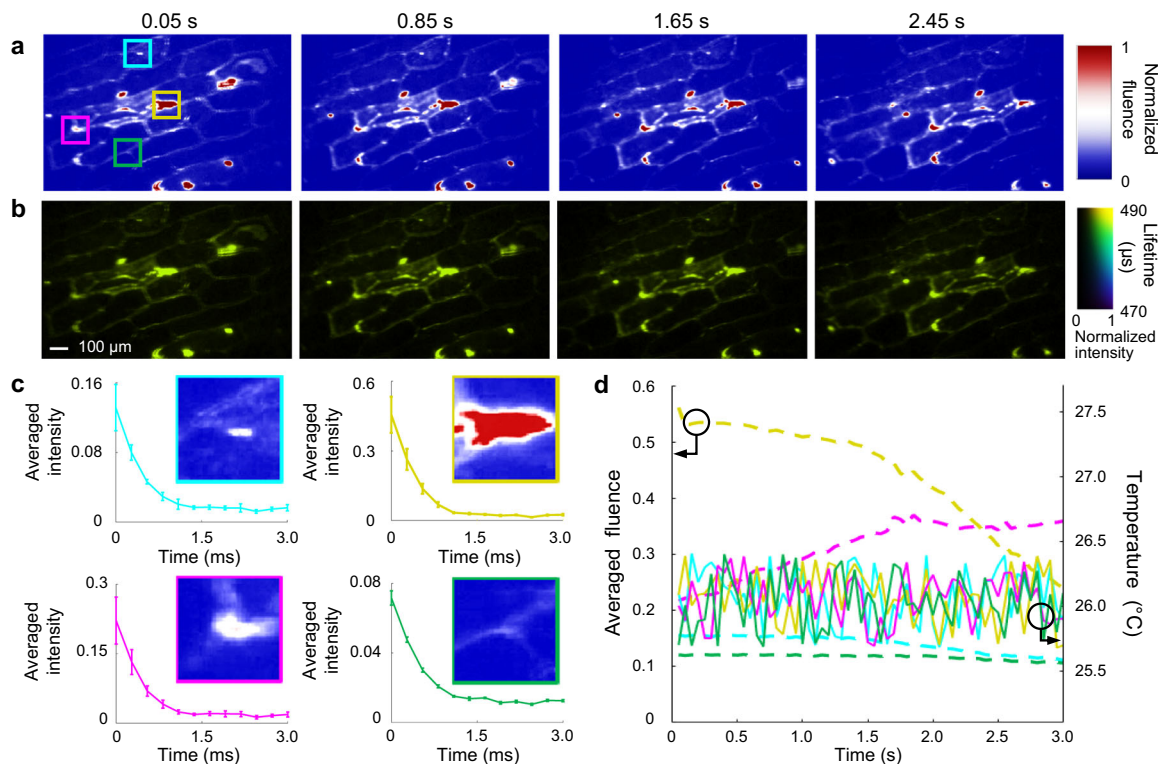 0.05 s 0.85 s 1.65 s 2.45 s
a
1
Normalized
fluence
0
b
100 µm
490
Lifetime
(µs)
470
0 1
Normalized
intensity
c
0.16
0.08
0
Averaged
intensity
0 1.5 3.0
Time (ms)
0.6
0.3
0
Averaged
intensity
0 1.5 3.0
Time (ms)
0.3
0.15
0
Averaged
intensity
0 1.5 3.0
Time (ms)
0.08
0.04
0
Averaged
intensity
0 1.5 3.0
Time (ms)
d
0.6
0.5
0.4
0.3
0.2
0.1
0
Averaged fluence
27.5
27.0
26.5
26.0
25.5
Temperature (°C)
0 0.5 1.0 1.5 2.0 2.5 3.0
Time (s)